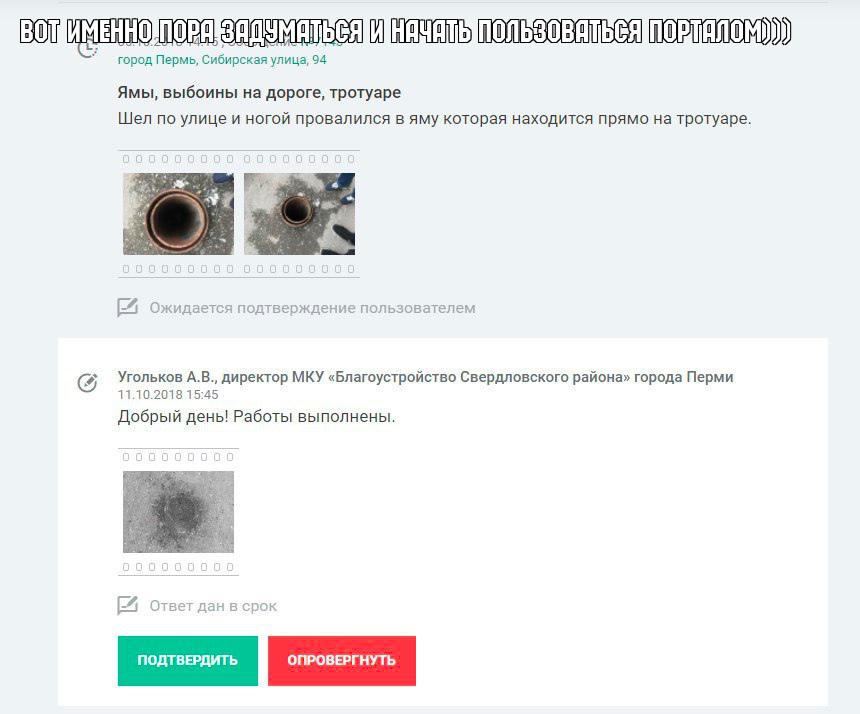 ВОТ ИМЕННО ПОРА ЗАДУМАТЬСЯ И НАЧАТЬ ПОЛЬЗОВАТЬСЯ ПОРТАЛОМ)))
город Пермь, Сибирская улица, 94
Ямы, выбоины на дороге, тротуаре
Шел по улице и ногой провалился в яму которая находится прямо на тротуаре.
Ожидается подтверждение пользователем
Угольков А.В., директор МКУ «Благоустройство Свердловского района» города Перми
11.10.2018 15:45
Добрый день! Работы выполнены.
Ответ дан в срок
ПОДТВЕРДИТЬ ОПРОВЕРГНУТЬ